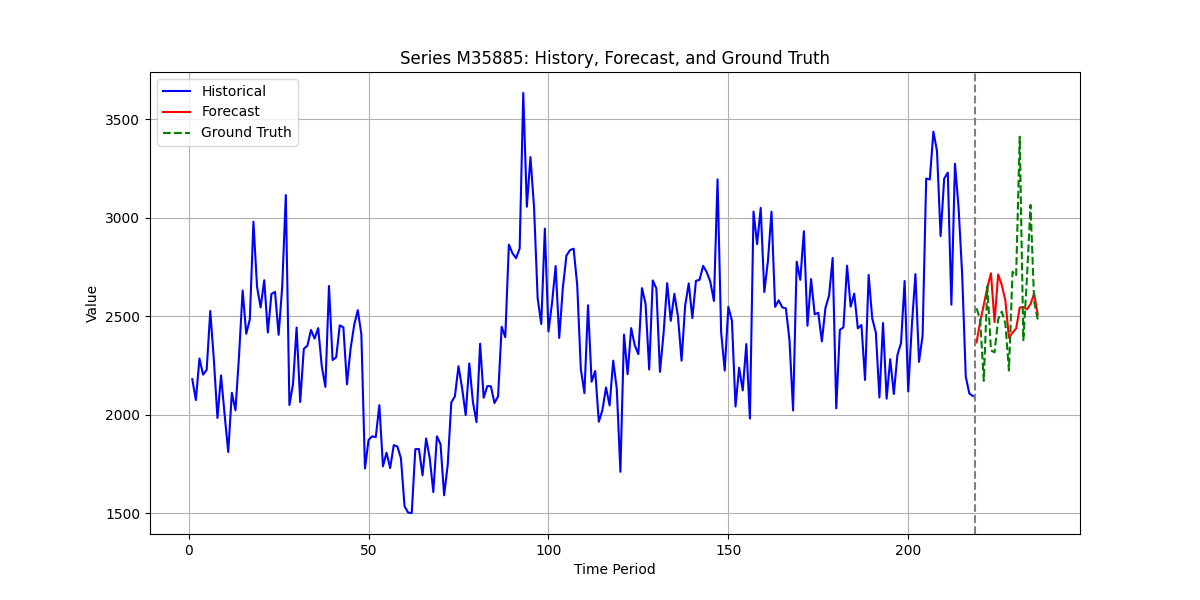 Series M35885: History, Forecast, and Ground Truth
Historical
Forecast
Ground Truth
3500
3000
2500
2000
1500
Value
0
50
100
150
200
Time Period